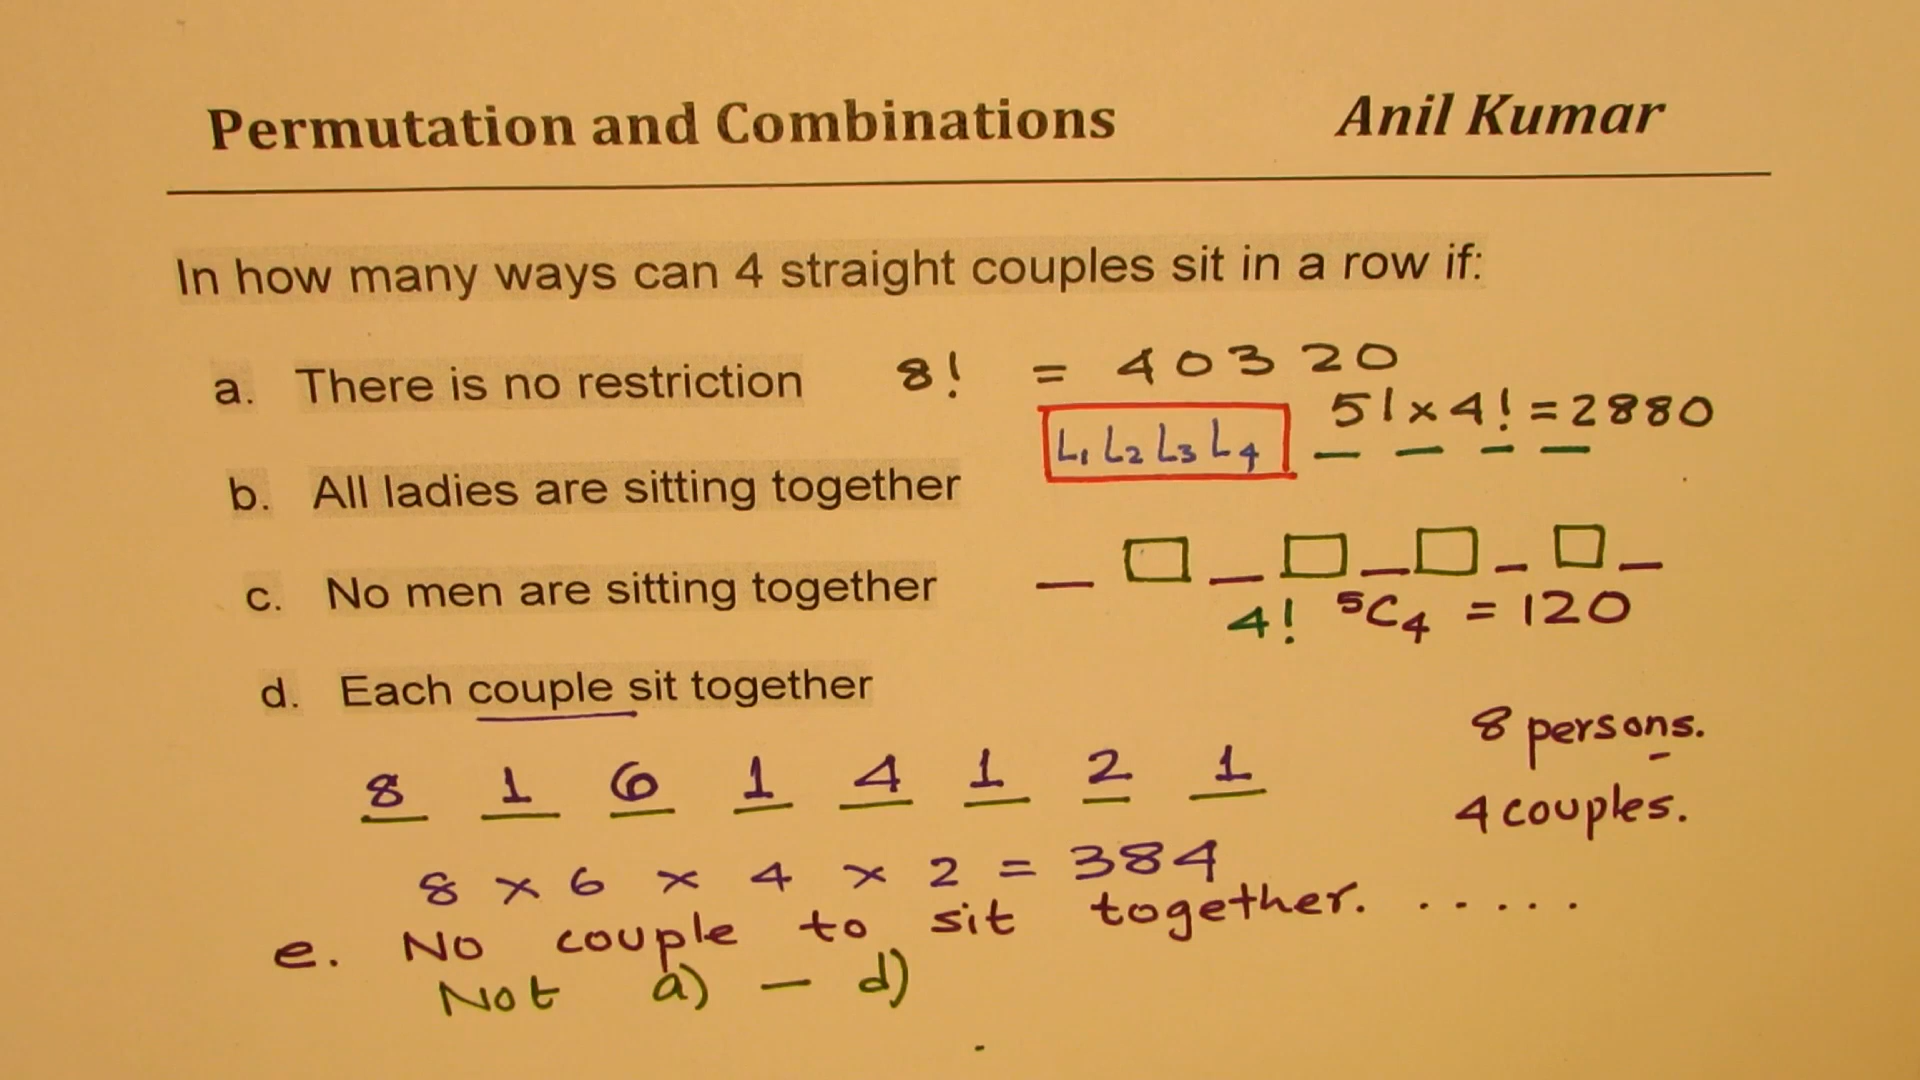 Permutation and Combinations Anil Kumar
In how many ways can 4 straight couples sit in a row if:
a. There is no restriction 8! = 40320
L1 L2 L3 L4 5! × 4! = 2880
b. All ladies are sitting together
c. No men are sitting together
4! ⁵C₄ = 120
d. Each couple sit together
8 persons.
4 couples.
8 1 6 1 4 1 2 1
8 × 6 × 4 × 2 = 384
e. No couple to sit together. . . . . .
Not a) — d)